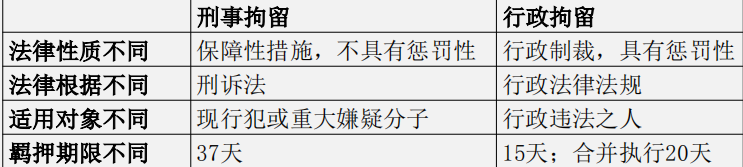 刑事拘留 行政拘留
法律性质不同 保障性措施，不具有惩罚性 行政制裁，具有惩罚性
法律根据不同 刑诉法 行政法律法规
适用对象不同 现行犯或重大嫌疑分子 行政违法之人
羁押期限不同 37天 15天；合并执行20天